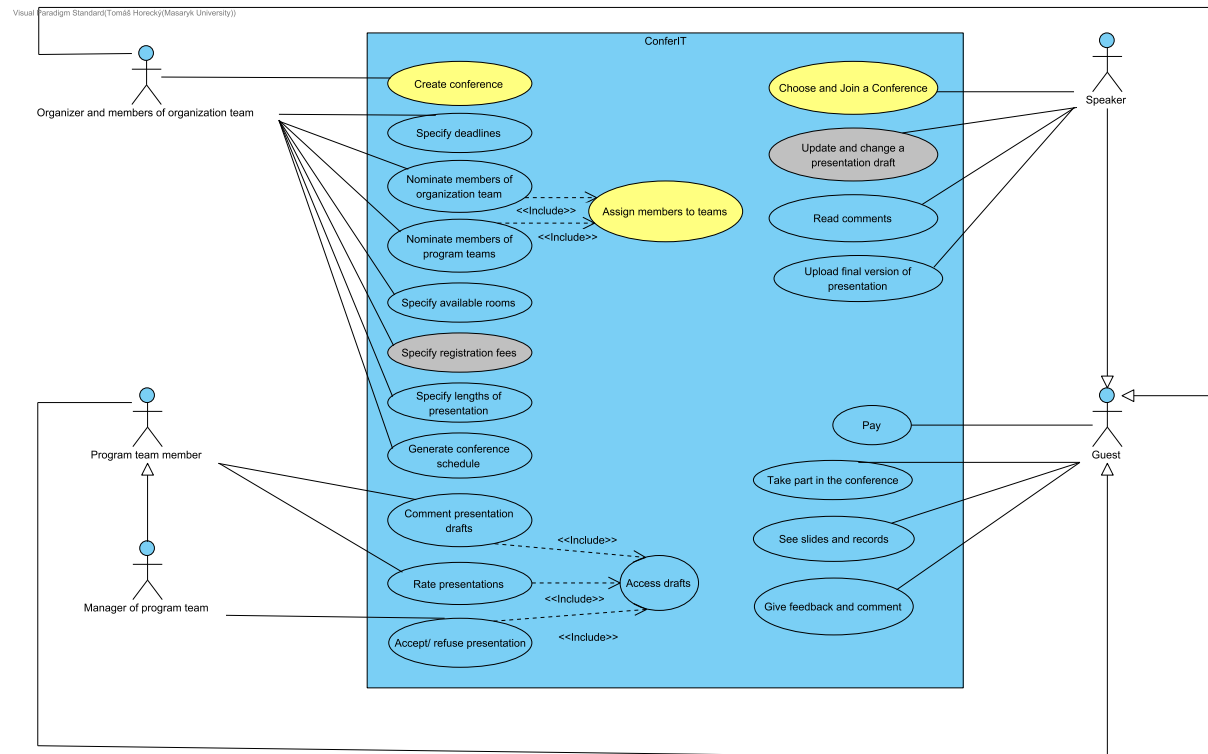 Visual Paradigm Standard(Tomáš Horecký(Masaryk University))
ConferIT
Create conference
Choose and Join a Conference
Organizer and members of organization team
Speaker
Specify deadlines
Update and change a
presentation draft
Nominate members of
organization team
<<Include>>
Assign members to teams
Read comments
Nominate members of
program teams
<<Include>>
Upload final version of
presentation
Specify available rooms
Specify registration fees
Specify lengths of
presentation
Pay
Program team member
Guest
Generate conference
schedule
Take part in the conference
Comment presentation
drafts
<<Include>>
See slides and records
Rate presentations
Access drafts
<<Include>>
Manager of program team
Give feedback and comment
Accept/ refuse presentation
<<Include>>